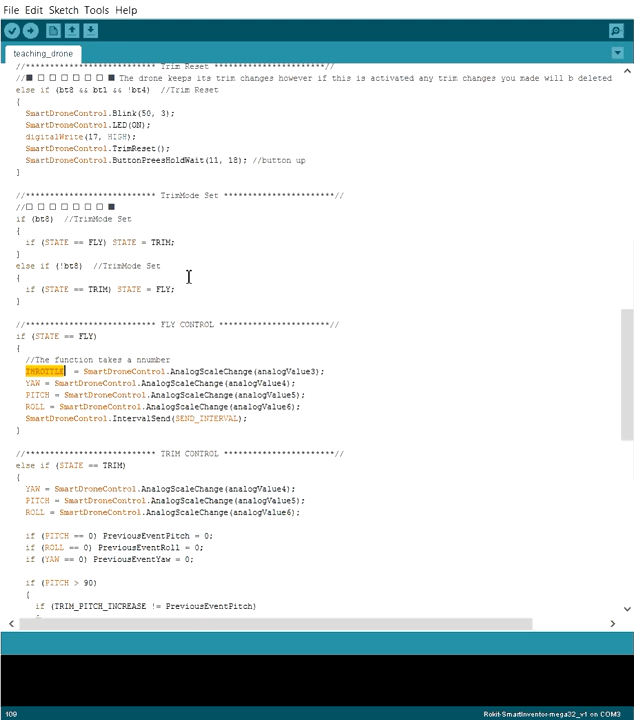 File Edit Sketch Tools Help
teaching_drone
//************************** Trim Reset **********************//
//■ □ □ □ □ □ □ ■ The drone keeps its trim changes however if this is activated any trim changes you made will b deleted
else if (bt8 && bt1 && !bt4) //Trim Reset
{
SmartDroneControl.Blink(50, 3);
SmartDroneControl.LED(ON);
digitalWrite(17, HIGH);
SmartDroneControl.TrimReset();
SmartDroneControl.ButtonPreesHoldWait(11, 18); //button up
}
//************************** TrimMode Set **********************//
//□ □ □ □ □ □ □ ■
if (bt8) //TrimMode Set
{
if (STATE == FLY) STATE = TRIM;
}
else if (!bt8) //TrimMode Set
{
if (STATE == TRIM) STATE = FLY;
}
//************************** FLY CONTROL **********************//
if (STATE == FLY)
{
//The function takes a nnumber
THROTTLE = SmartDroneControl.AnalogScaleChange(analogValue3);
YAW = SmartDroneControl.AnalogScaleChange(analogValue4);
PITCH = SmartDroneControl.AnalogScaleChange(analogValue5);
ROLL = SmartDroneControl.AnalogScaleChange(analogValue6);
SmartDroneControl.IntervalSend(SEND_INTERVAL);
}
//************************** TRIM CONTROL **********************//
else if (STATE == TRIM)
{
YAW = SmartDroneControl.AnalogScaleChange(analogValue4);
PITCH = SmartDroneControl.AnalogScaleChange(analogValue5);
ROLL = SmartDroneControl.AnalogScaleChange(analogValue6);
if (PITCH == 0) PreviousEventPitch = 0;
if (ROLL == 0) PreviousEventRoll = 0;
if (YAW == 0) PreviousEventYaw = 0;
if (PITCH > 90)
{
if (TRIM_PITCH_INCREASE != PreviousEventPitch)
109
Rokit-SmartInventor-mega32_v1 on COM3